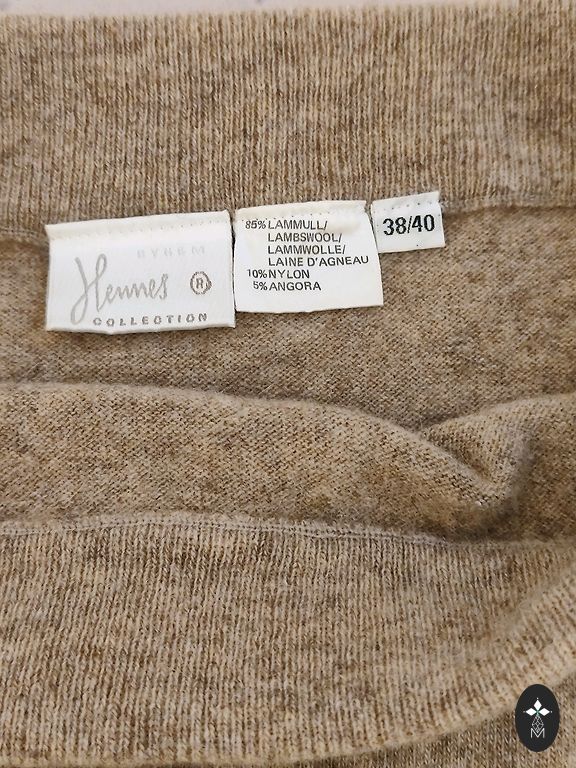 BY H&M
Hennes ®
COLLECTION
85% LAMMULL/
LAMBSWOOL/
LAMMWOLLE/
LAINE D'AGNEAU
10% NYLON
5% ANGORA
38/40
M